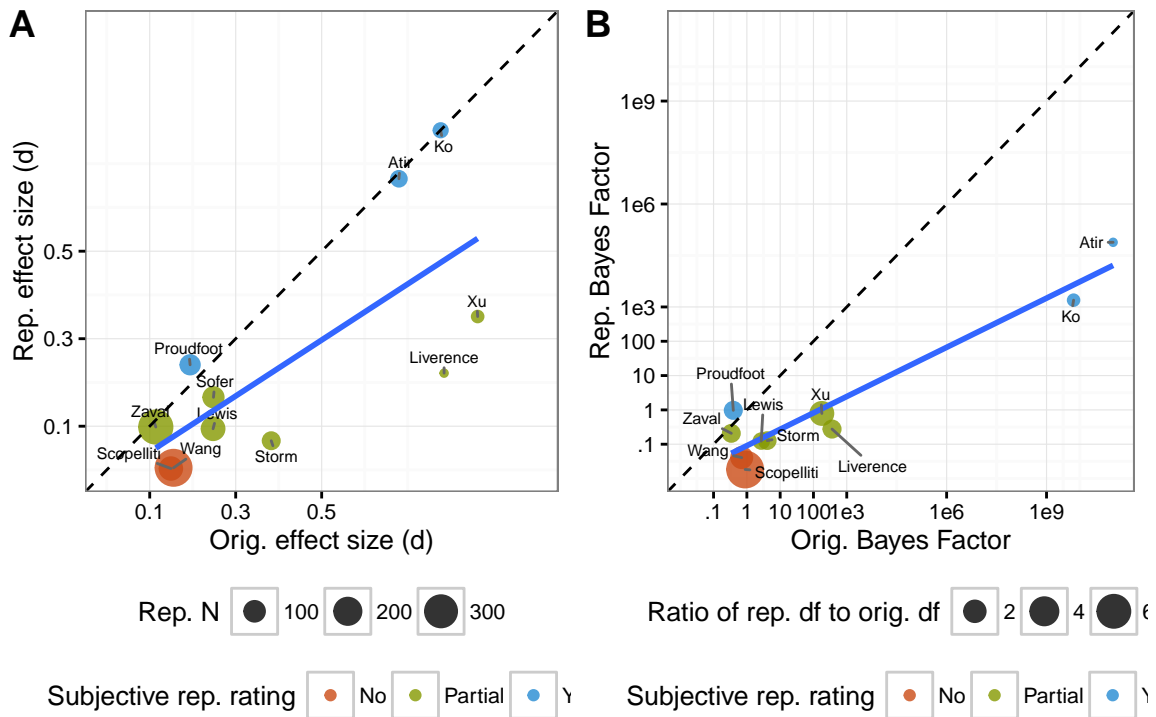 A
Rep. effect size (d)
0.5
0.3
0.1
Ko
Atir
Xu
Proudfoot
Liverence
Sofer
Zaval
Lewis
Scopelliti
Wang
Storm
0.1
0.3
0.5
Orig. effect size (d)
Rep. N
100
200
300
Subjective rep. rating
No
Partial
Y
B
Rep. Bayes Factor
1e9
1e6
1e3
100
10
1
.1
Atir
Ko
Proudfoot
Lewis
Xu
Zaval
Storm
Wang
Liverence
Scopelliti
.1
1
10
100
1e3
1e6
1e9
Orig. Bayes Factor
Ratio of rep. df to orig. df
2
4
6
Subjective rep. rating
No
Partial
Y